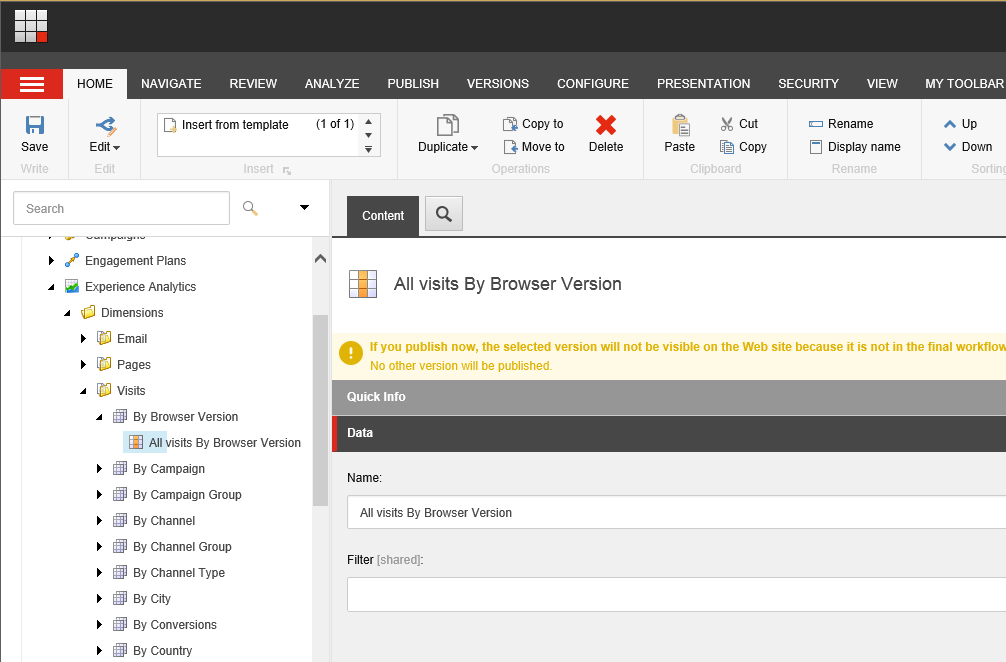 HOME NAVIGATE REVIEW ANALYZE PUBLISH VERSIONS CONFIGURE PRESENTATION SECURITY VIEW MY TOOLBAR
Insert from template (1 of 1)
Copy to
Cut
Rename
Up
Save
Edit
Duplicate
Move to
Delete
Paste
Copy
Display name
Down
Write
Edit
Insert
Operations
Clipboard
Rename
Sorting
Search
Content
Campaigns
Engagement Plans
Experience Analytics
Dimensions
Email
Pages
Visits
By Browser Version
All visits By Browser Version
By Campaign
By Campaign Group
By Channel
By Channel Group
By Channel Type
By City
By Conversions
By Country
All visits By Browser Version
If you publish now, the selected version will not be visible on the Web site because it is not in the final workflow
No other version will be published.
Quick Info
Data
Name:
All visits By Browser Version
Filter [shared]: